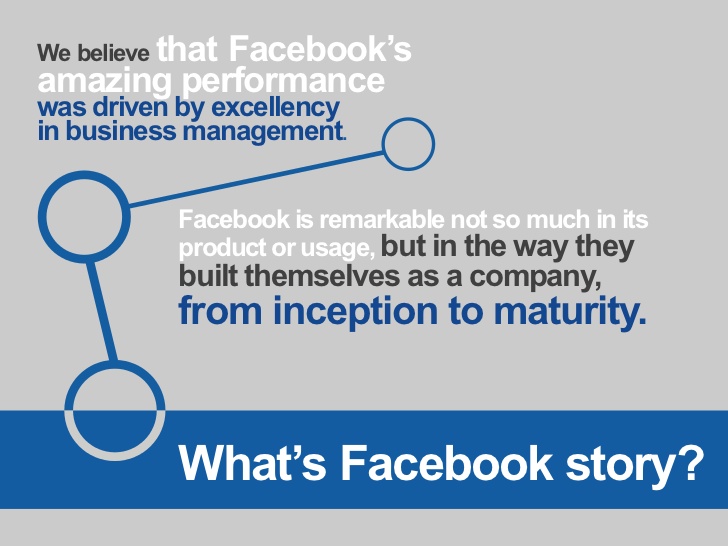 We believe that Facebook’s
amazing performance
was driven by excellency
in business management.
Facebook is remarkable not so much in its
product or usage, but in the way they
built themselves as a company,
from inception to maturity.
What’s Facebook story?